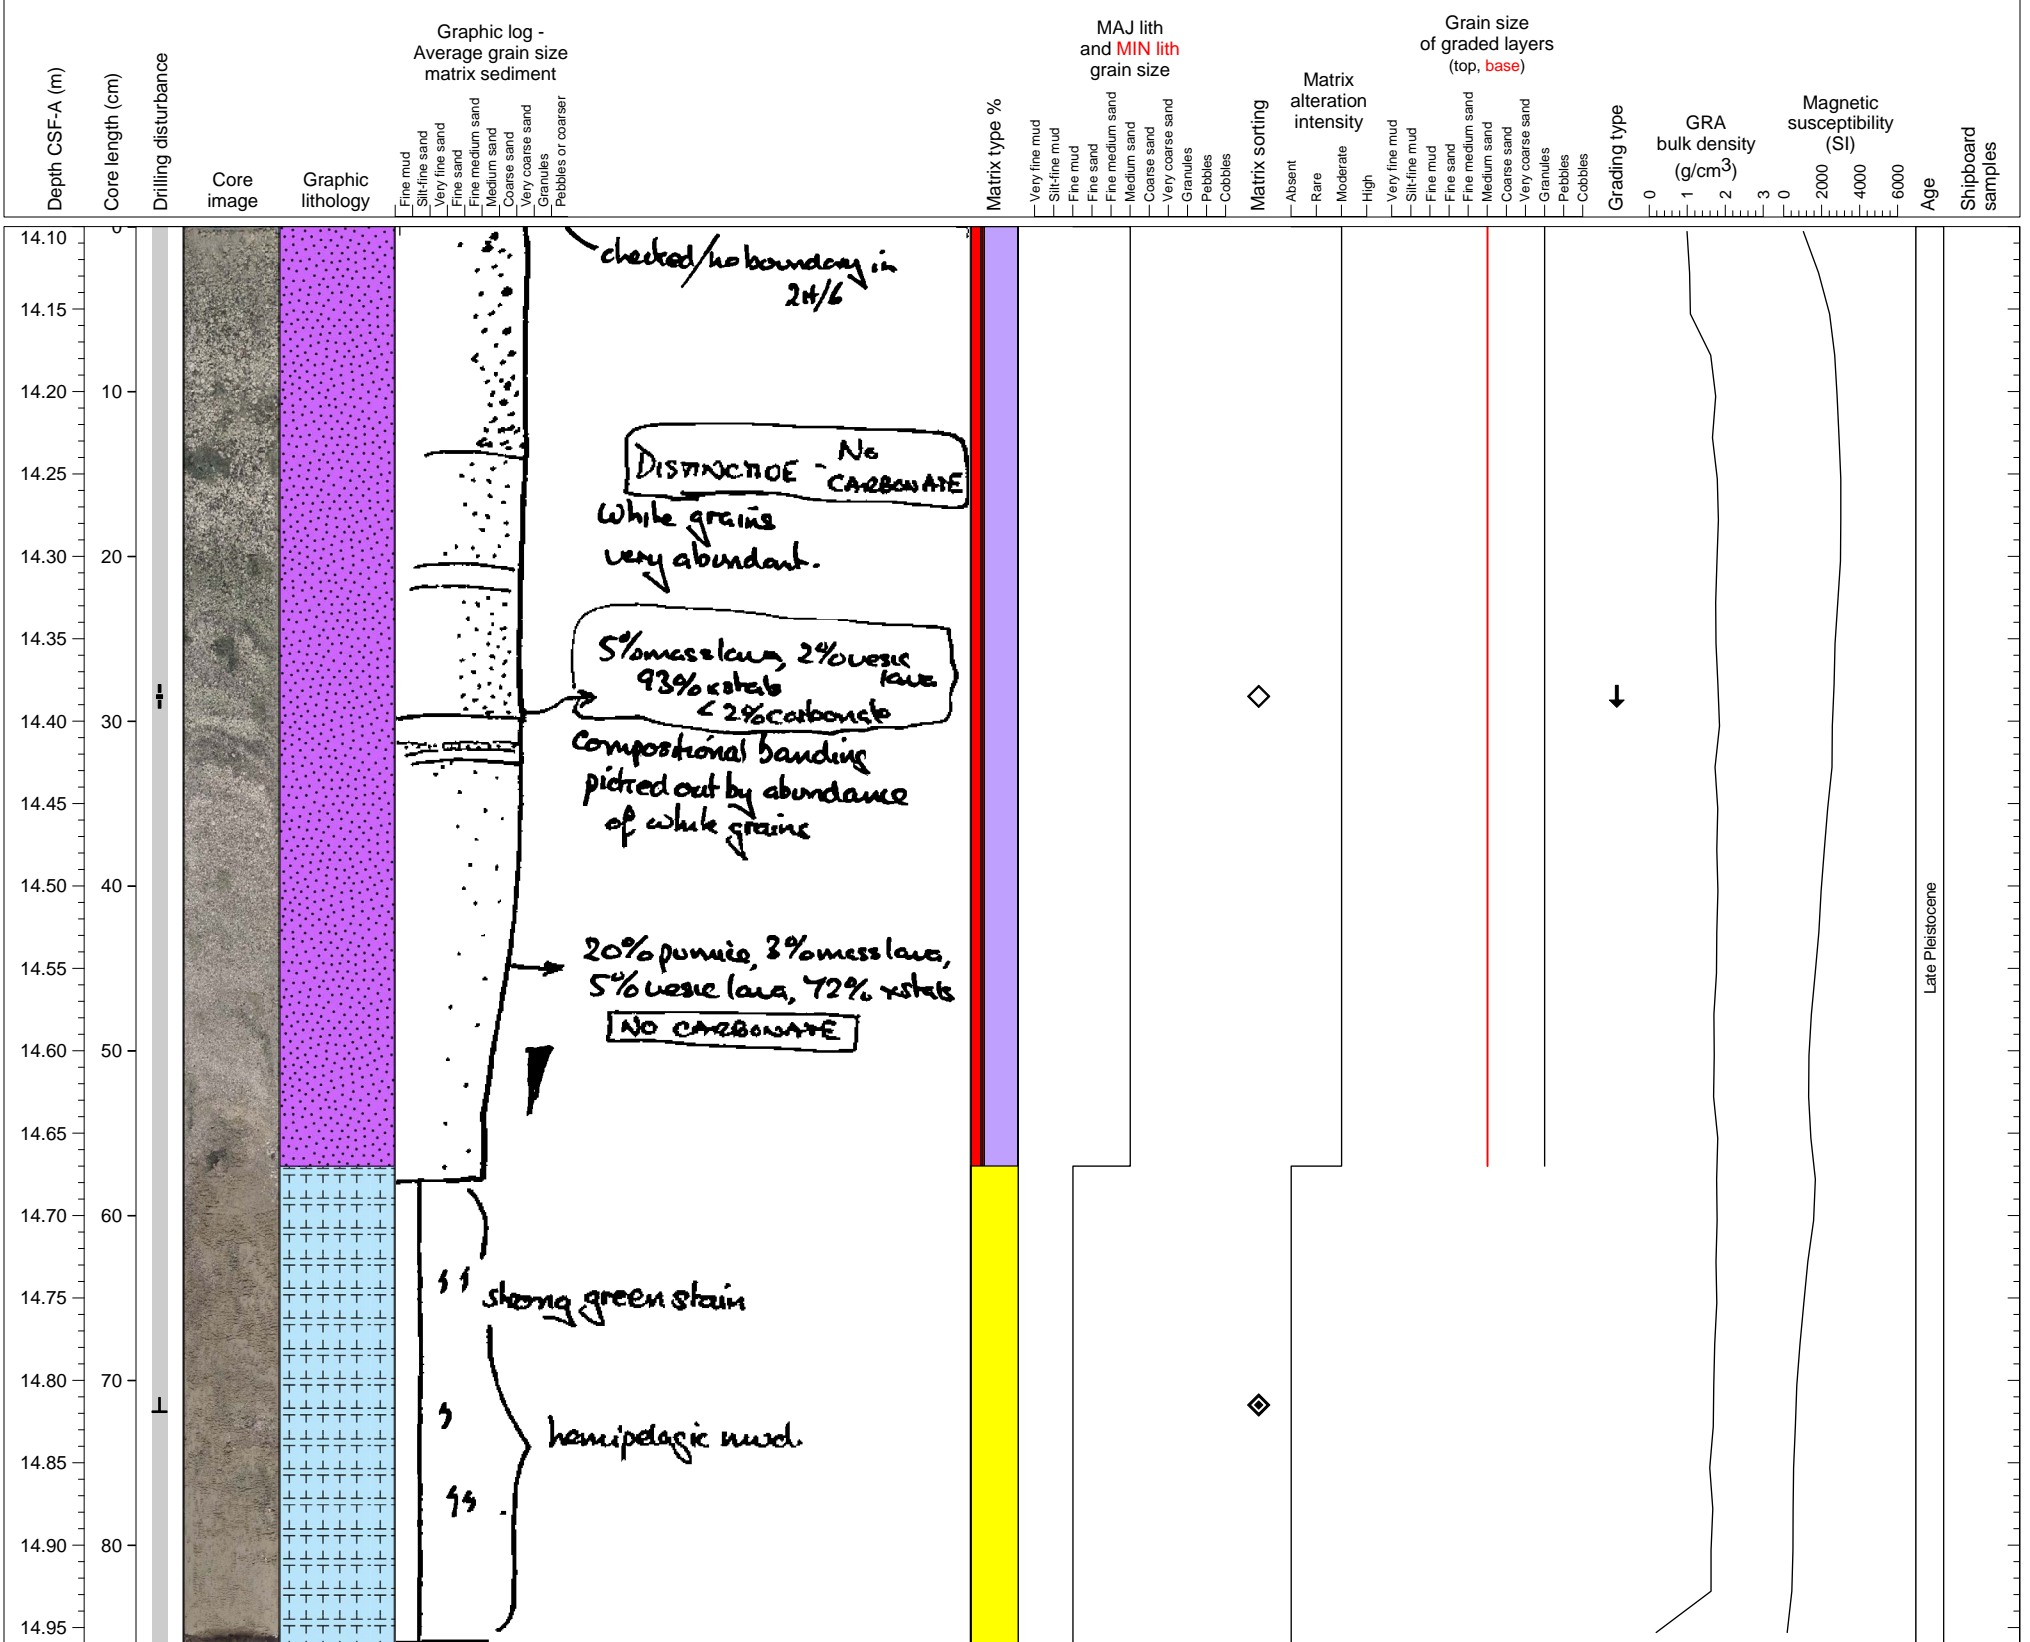 Depth CSF-A (m)
Core length (cm)
Drilling disturbance
Core
image
Graphic
lithology
Graphic log -
Average grain size
matrix sediment
Fine mud
Silt-fine sand
Very fine sand
Fine sand
Fine medium sand
Medium sand
Coarse sand
Very coarse sand
Granules
Pebbles or coarser
Matrix type %
MAJ lith
and MIN lith
grain size
Very fine mud
Silt-fine mud
Fine mud
Fine sand
Fine medium sand
Medium sand
Coarse sand
Very coarse sand
Granules
Pebbles
Cobbles
Matrix sorting
Matrix
alteration
intensity
Absent
Rare
Moderate
High
Grain size
of graded layers
(top, base)
Very fine mud
Silt-fine mud
Fine mud
Fine sand
Fine medium sand
Medium sand
Coarse sand
Very coarse sand
Granules
Pebbles
Cobbles
Grading type
GRA
bulk density
(g/cm3)
0 1 2 3
Magnetic
susceptibility
(SI)
0 2000 4000 6000
Age
Shipboard
samples
14.10 0
14.15
14.20 10
14.25
14.30 20
14.35
14.40 30
14.45
14.50 40
14.55
14.60 50
14.65
14.70 60
14.75
14.80 70
14.85
14.90 80
14.95
checked/no boundary in
2H/6
DISTINCTIVE - No
CARBONATE
White grains
very abundant.
5% mass lava, 2% vesic
lava
93% xstals
< 2% carbonate
Compositional banding
picked out by abundance
of white grains
20% pumice, 3% mass lava,
5% vesic lava, 72% xstals
NO CARBONATE
strong green stain
hemipelagic mud.
Late Pleistocene